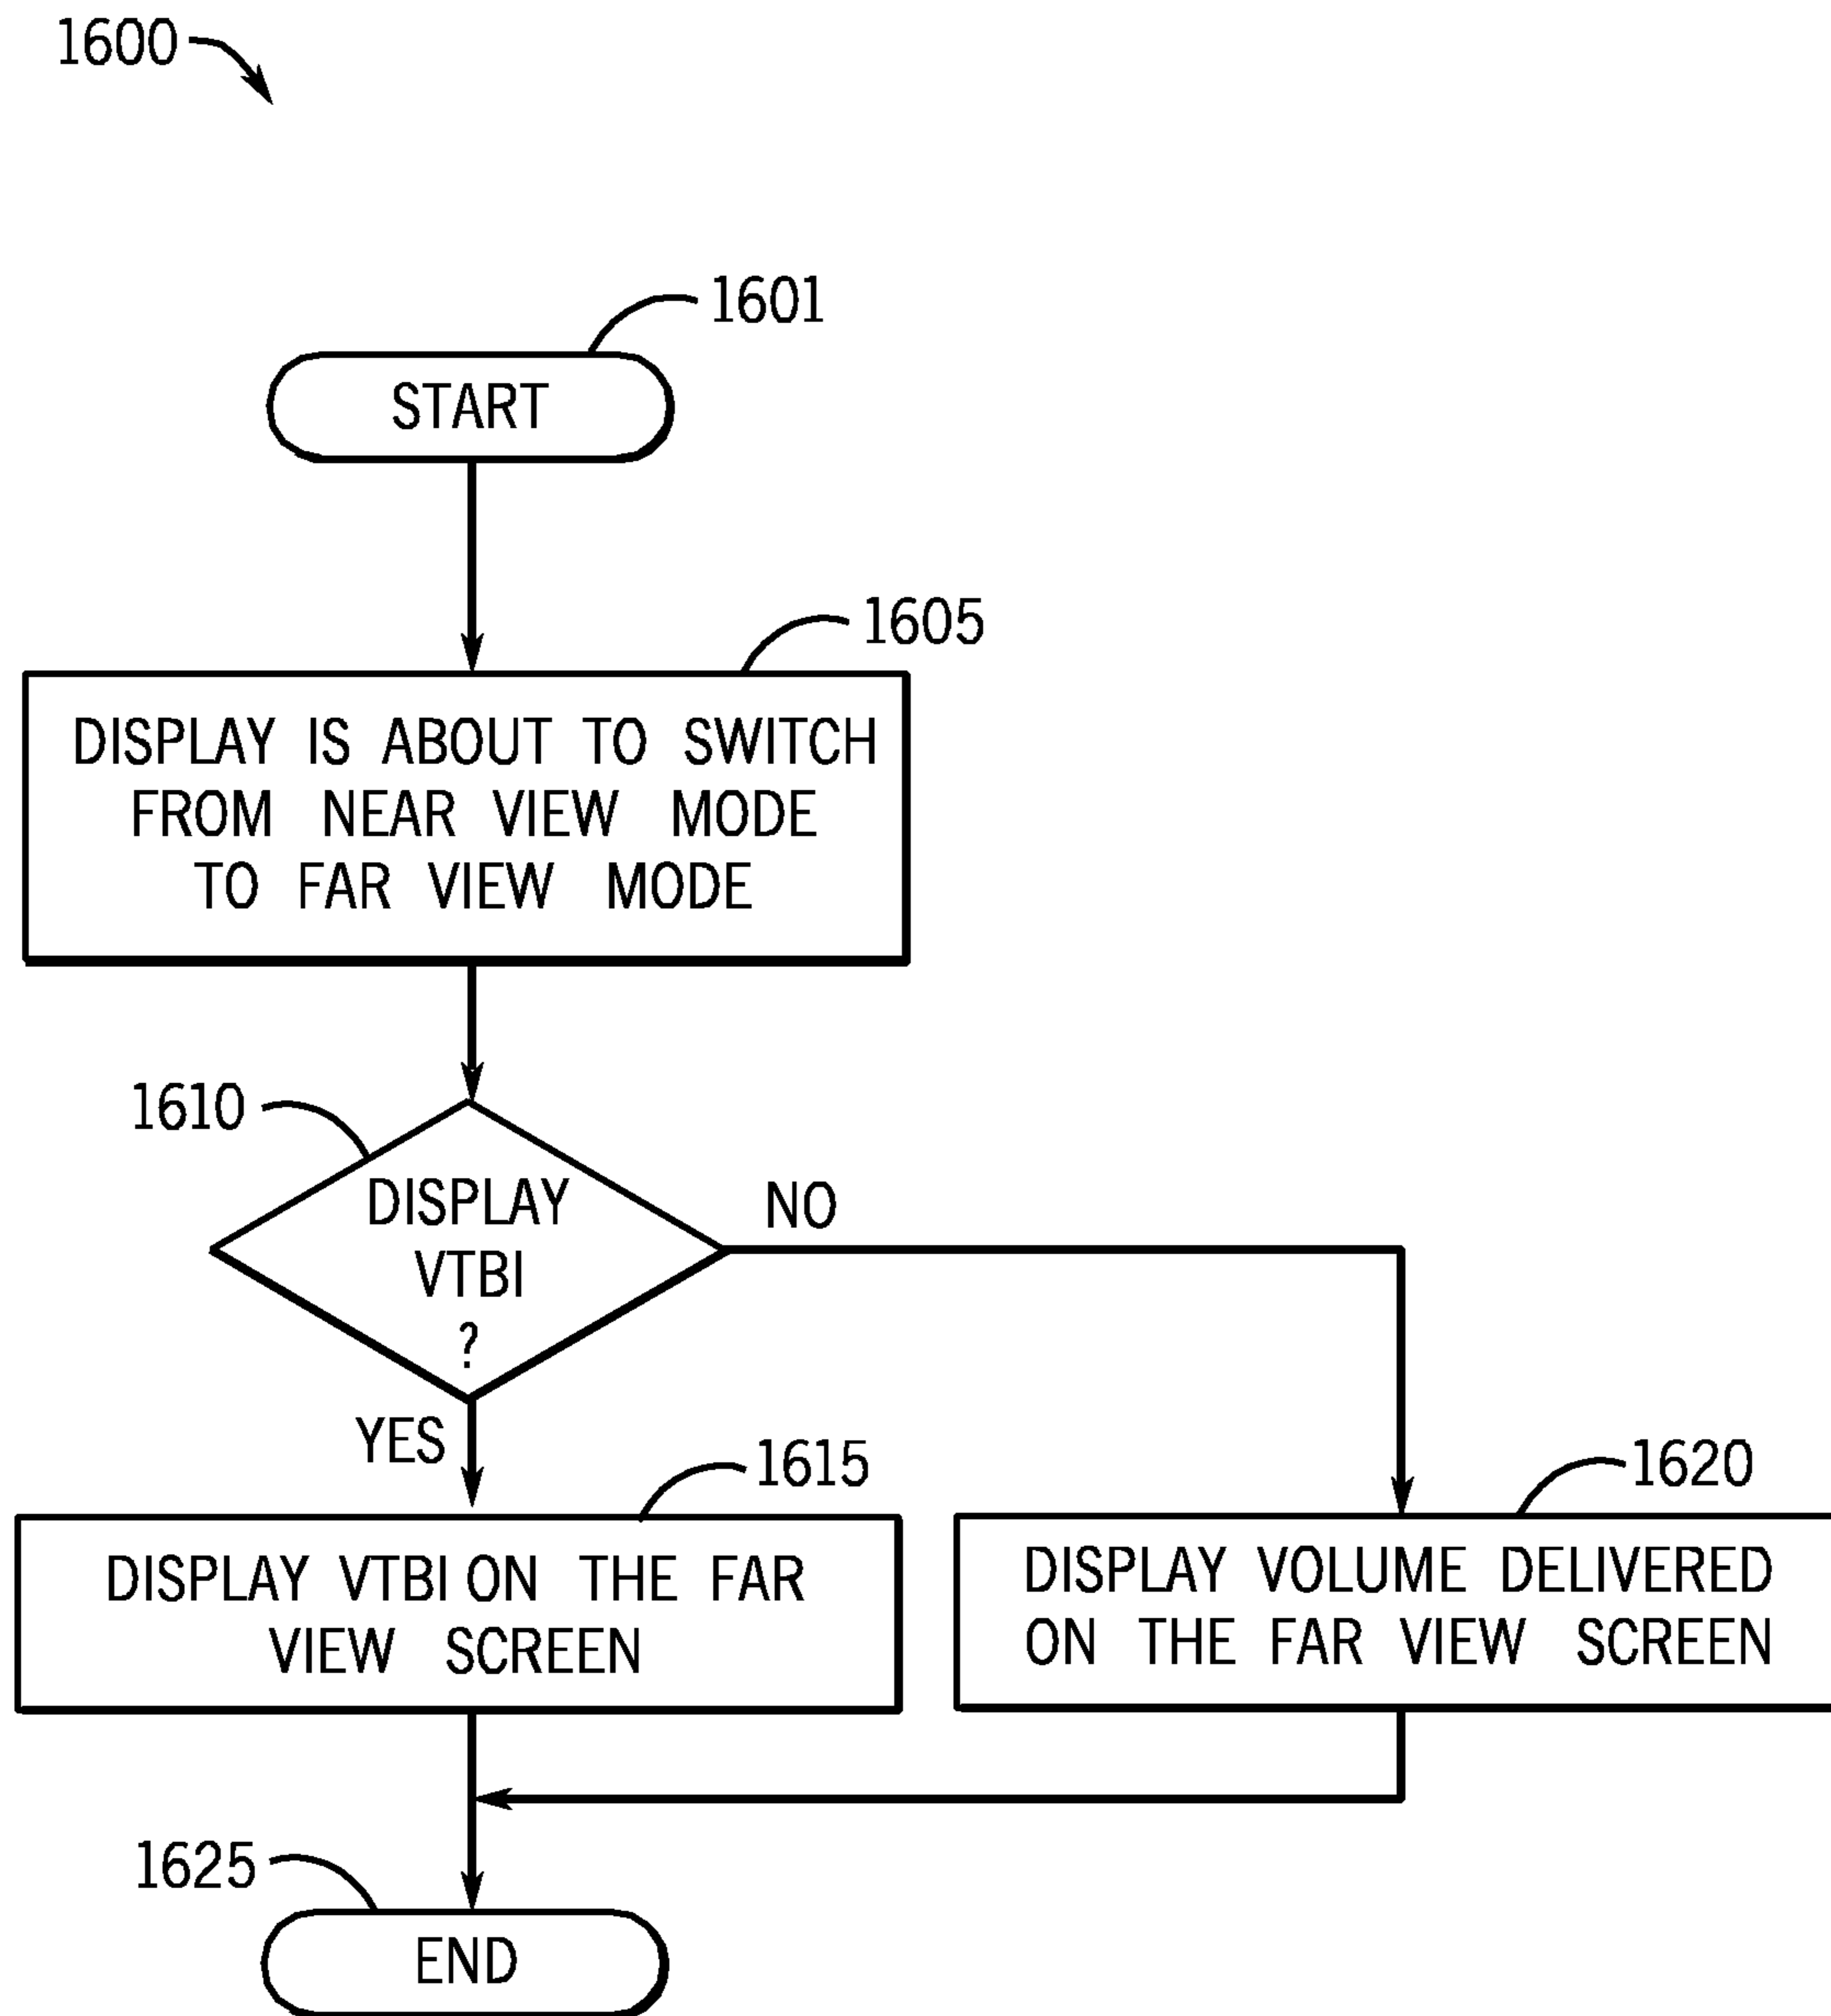 1600
1601
START
1605
DISPLAY IS ABOUT TO SWITCH
FROM NEAR VIEW MODE
TO FAR VIEW MODE
1610
DISPLAY
VTBI
?
NO
YES
1615
DISPLAY VTBI ON THE FAR
VIEW SCREEN
1620
DISPLAY VOLUME DELIVERED
ON THE FAR VIEW SCREEN
1625
END